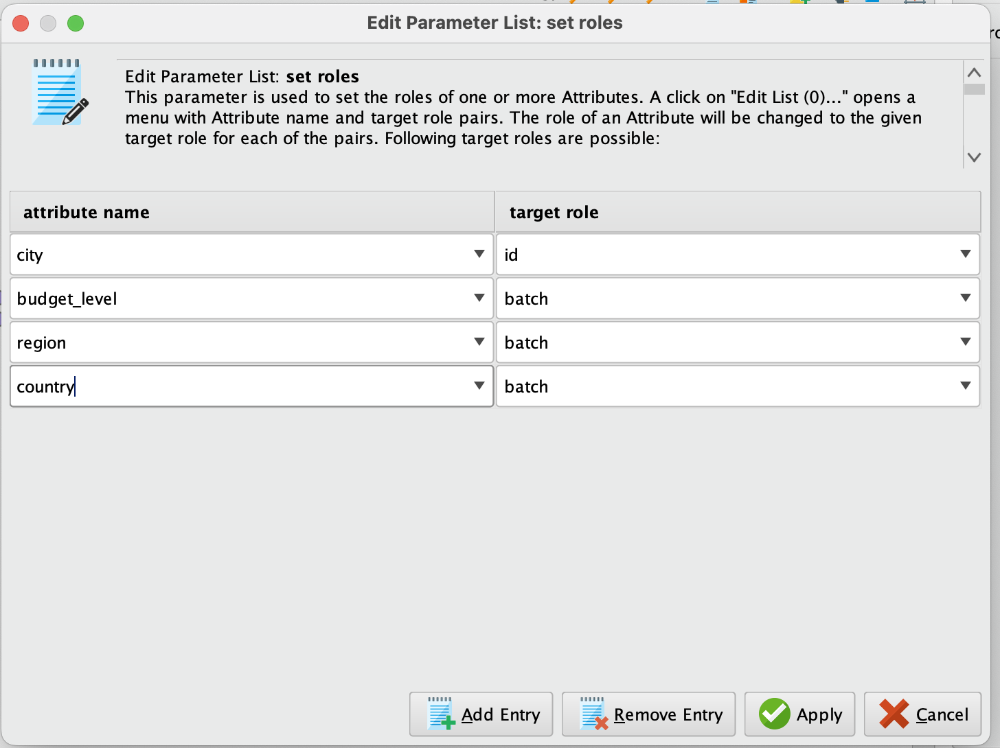 Edit Parameter List: set roles
Edit Parameter List: set roles
This parameter is used to set the roles of one or more Attributes. A click on "Edit List (0)..." opens a
menu with Attribute name and target role pairs. The role of an Attribute will be changed to the given
target role for each of the pairs. Following target roles are possible:
attribute name target role
city id
budget_level batch
region batch
country batch
Add Entry Remove Entry Apply Cancel